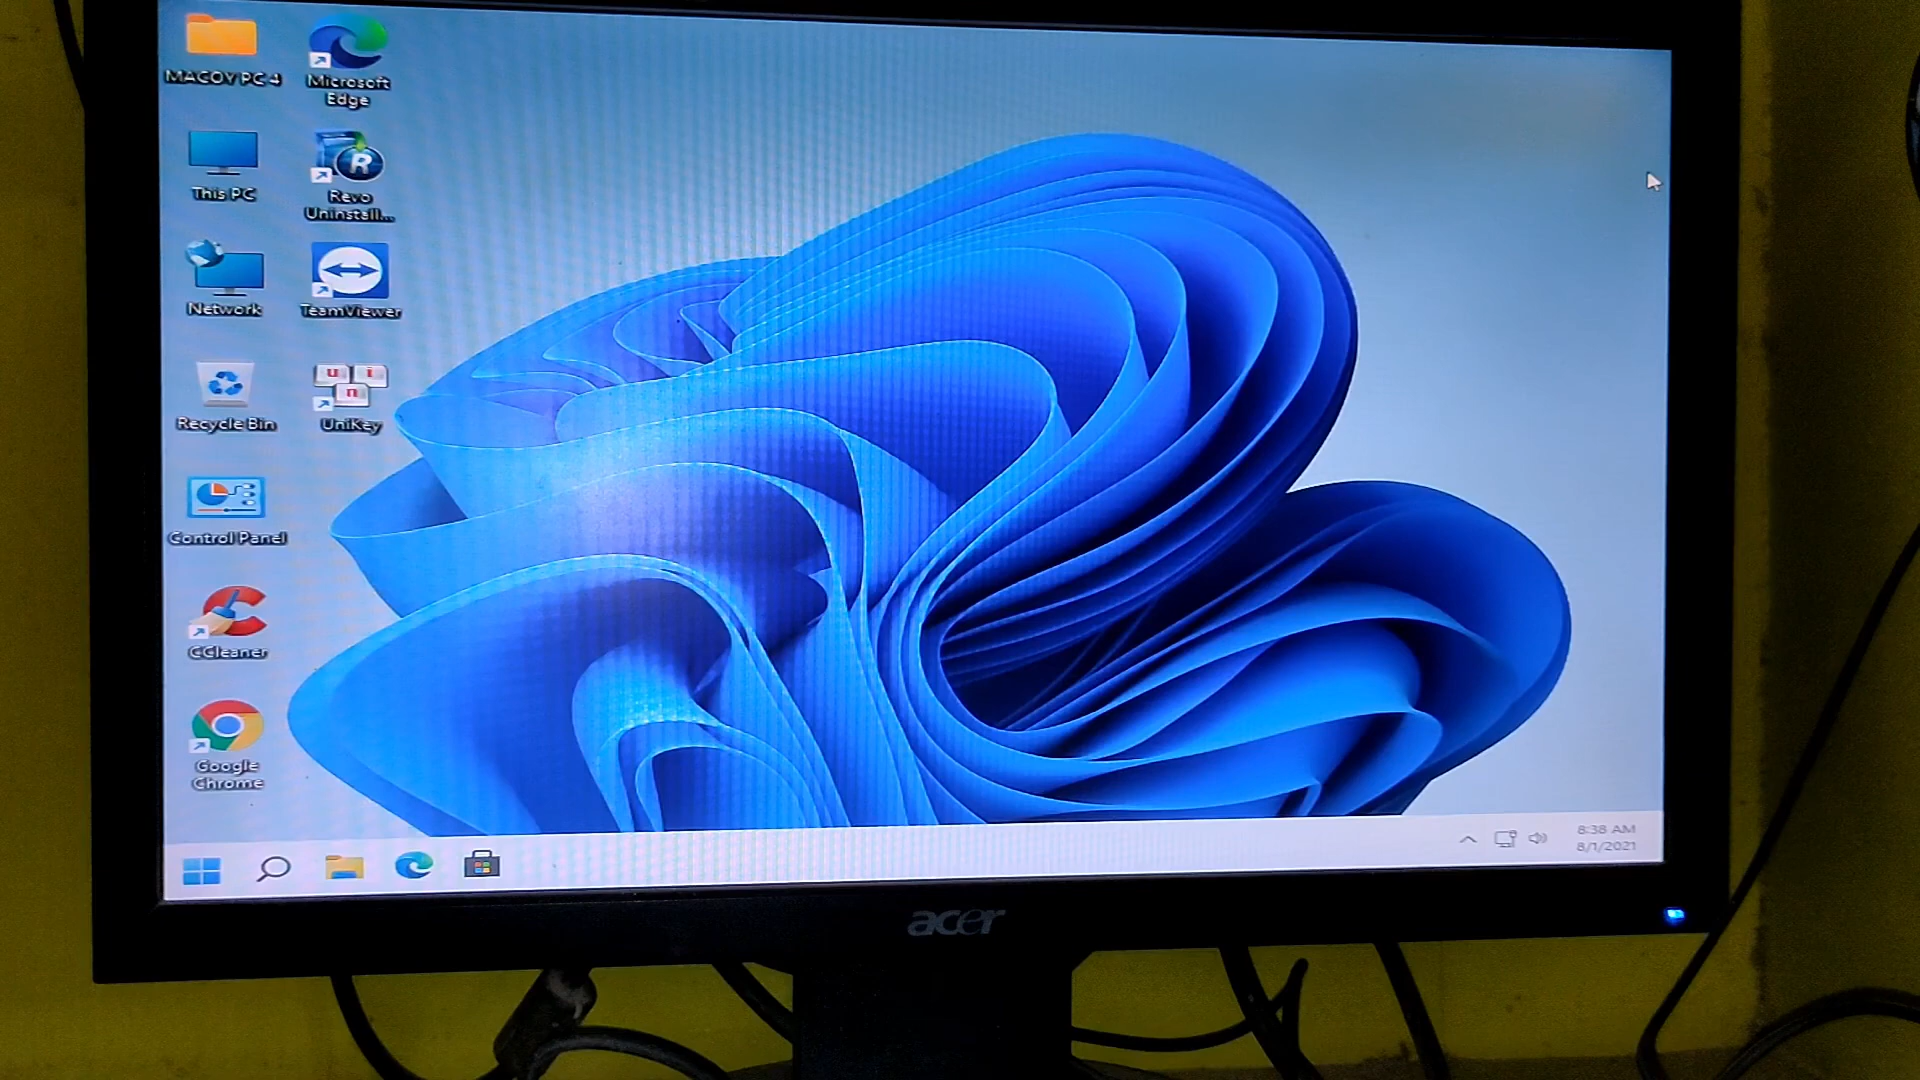 MACOY PC 4
Microsoft
Edge
This PC
Revo
Uninstall...
Network
TeamViewer
Recycle Bin
u i
n
UniKey
Control Panel
CCleaner
Google
Chrome
8:38 AM
8/1/2021
acer